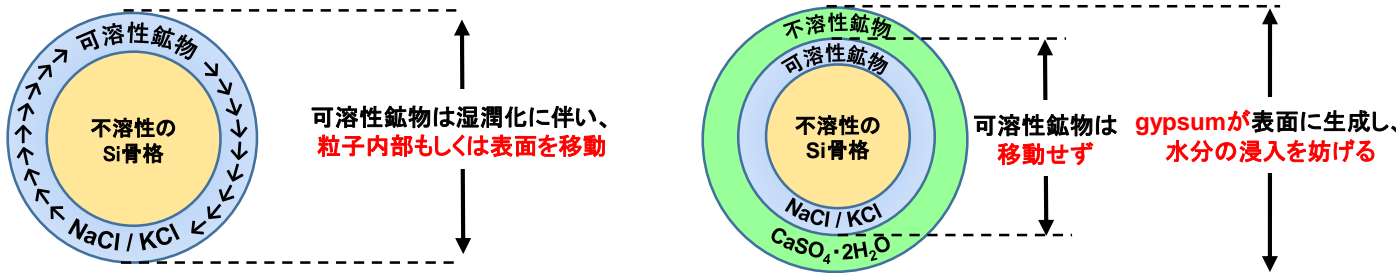 可溶性鉱物
不溶性の
Si骨格
NaCl / KCl
可溶性鉱物は湿潤化に伴い、
粒子内部もしくは表面を移動
不溶性鉱物
可溶性鉱物
不溶性の
Si骨格
NaCl / KCl
CaSO₄・2H₂O
可溶性鉱物は
移動せず
gypsumが表面に生成し、
水分の浸入を妨げる